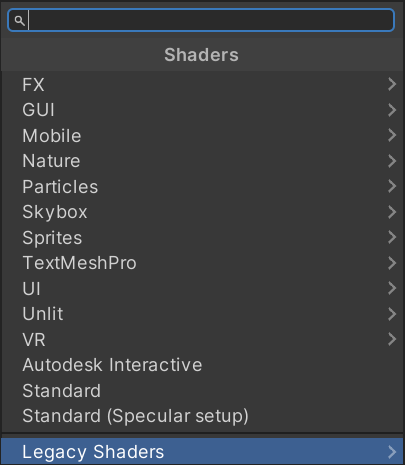 Shaders
FX
GUI
Mobile
Nature
Particles
Skybox
Sprites
TextMeshPro
UI
Unlit
VR
Autodesk Interactive
Standard
Standard (Specular setup)
Legacy Shaders